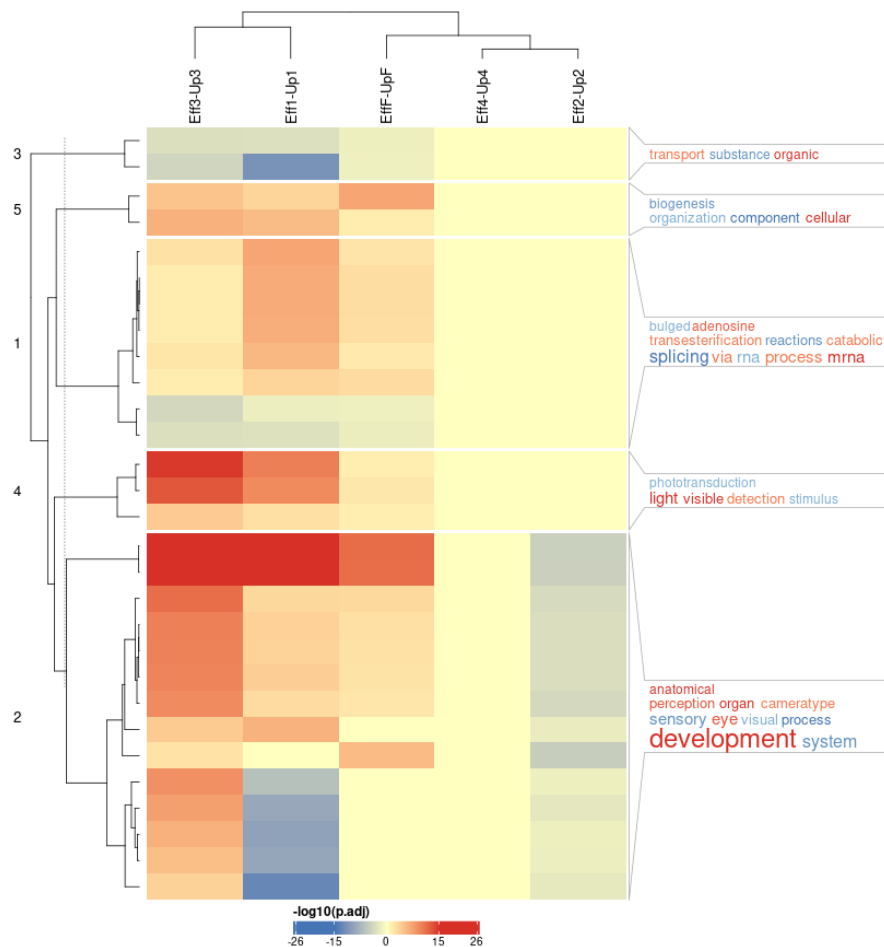 Eff3-Up3
Eff1-Up1
EffF-UpF
Eff4-Up4
Eff2-Up2
3
transport substance organic
5
biogenesis
organization component cellular
1
bulged adenosine
transesterification reactions catabolic
splicing via rna process mrna
4
phototransduction
light visible detection stimulus
2
anatomical
perception organ cameratype
sensory eye visual process
development system
-log10(p.adj)
-26 -15 0 15 26